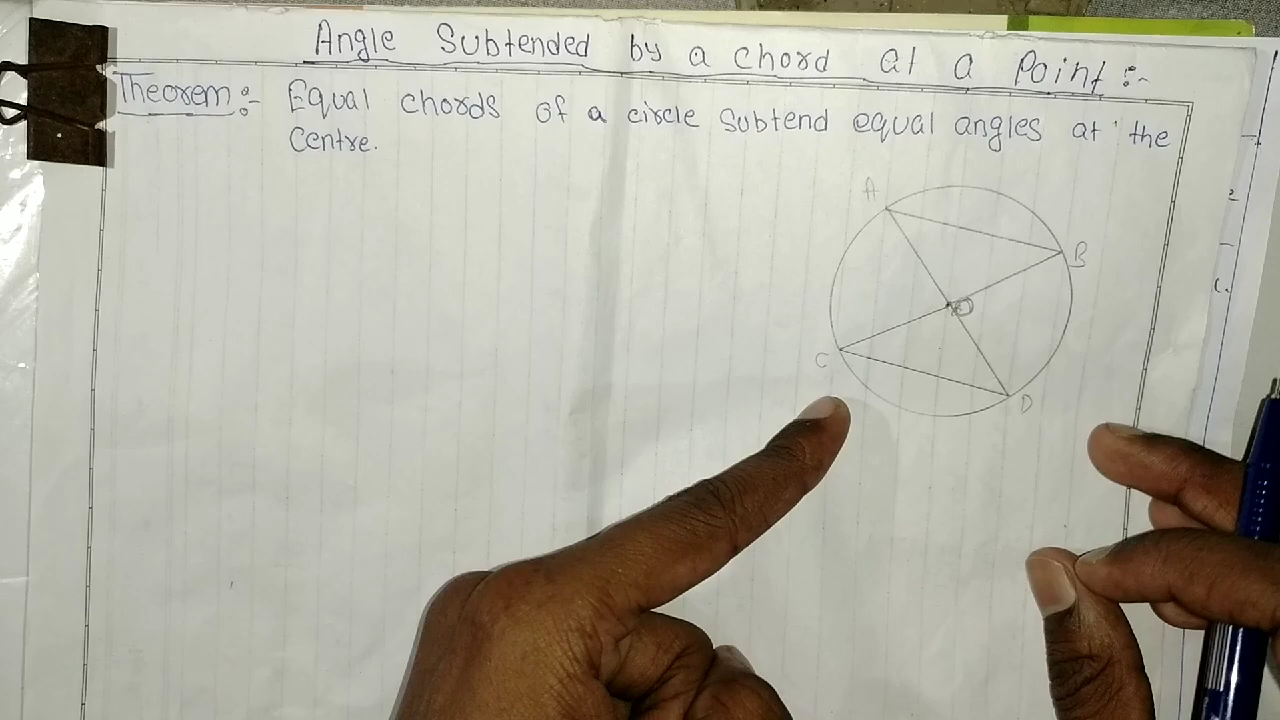 Angle Subtended by a chord at a Point :-
Theorem :- Equal chords of a circle subtend equal angles at the
Centre.
A
B
O
C
D